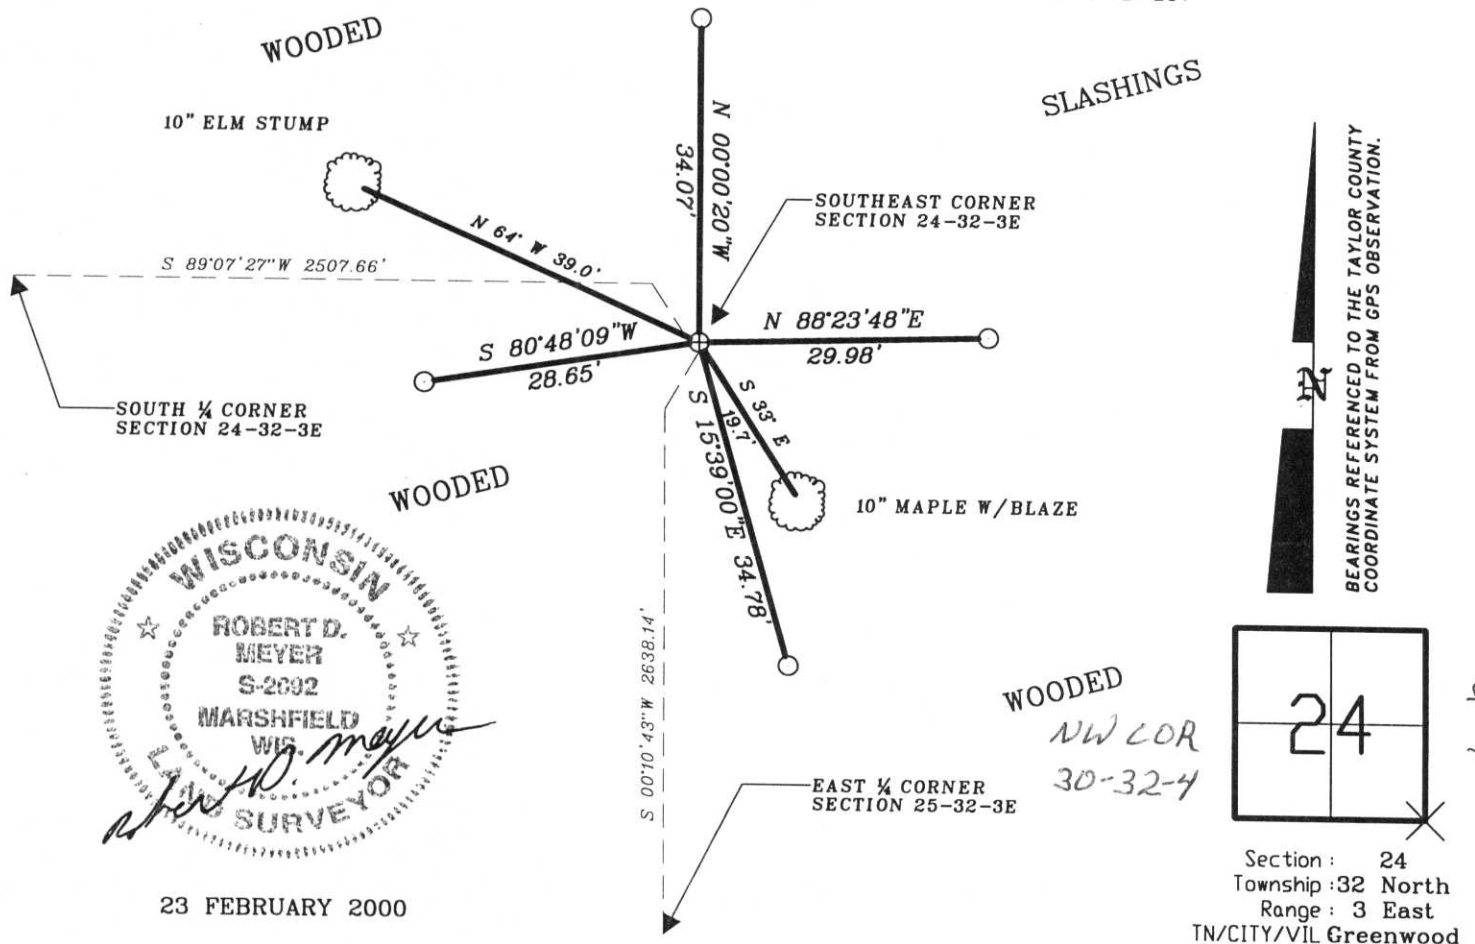 WOODED
SLASHINGS
10" ELM STUMP
N 00°00'20"W
34.07'
SOUTHEAST CORNER
SECTION 24-32-3E
N 64° W 39.0'
S 89°07'27"W 2507.66'
N 88°23'48"E
29.98'
S 80°48'09"W
28.65'
SOUTH ¼ CORNER
SECTION 24-32-3E
S 33° E
19.7'
S 15°39'00"E 34.78'
10" MAPLE W/BLAZE
WOODED
N
BEARINGS REFERENCED TO THE TAYLOR COUNTY
COORDINATE SYSTEM FROM GPS OBSERVATION.
WISCONSIN
ROBERT D.
MEYER
MARSHFIELD
WIS.
LAND SURVEYOR
Robert D. Meyer
23 FEBRUARY 2000
S 00°10'43"W 2638.14'
WOODED
NW COR
30-32-4
EAST ¼ CORNER
SECTION 25-32-3E
24
Section : 24
Township : 32 North
Range : 3 East
TN/CITY/VIL Greenwood